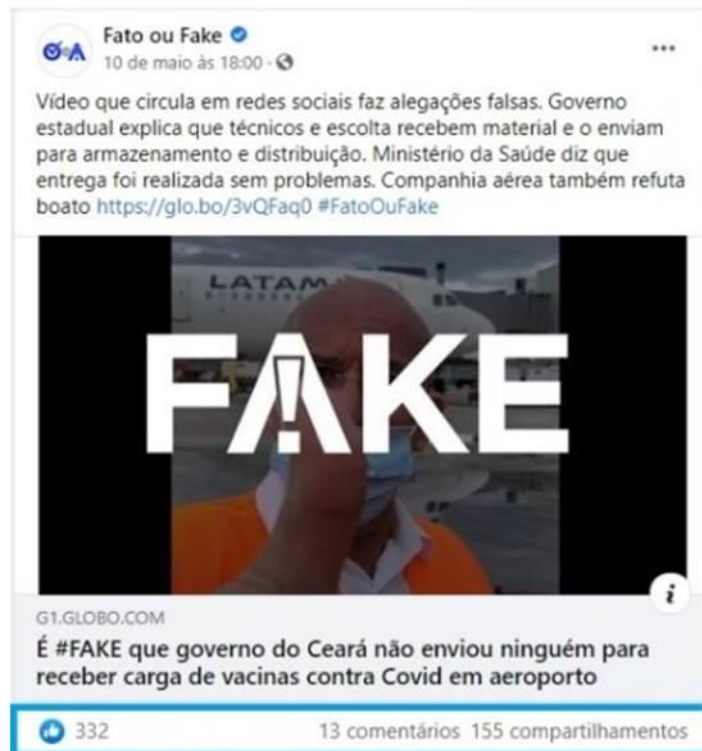 Fato ou Fake
10 de maio às 18:00
Vídeo que circula em redes sociais faz alegações falsas. Governo
estadual explica que técnicos e escolta recebem material e o enviam
para armazenamento e distribuição. Ministério da Saúde diz que
entrega foi realizada sem problemas. Companhia aérea também refuta
boato https://glo.bo/3vQFaq0 #FatoOuFake
LATAM
FAKE
G1.GLOBO.COM
É #FAKE que governo do Ceará não enviou ninguém para
receber carga de vacinas contra Covid em aeroporto
332 13 comentários 155 compartilhamentos